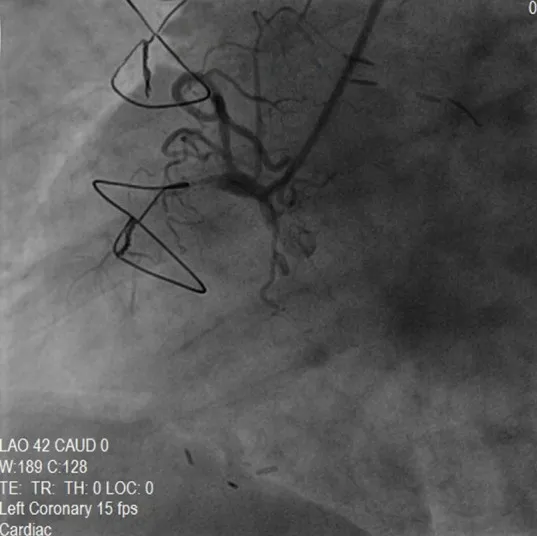 0
LAO 42 CAUD 0
W:189 C:128
TE: TR: TH: 0 LOC: 0
Left Coronary 15 fps
Cardiac